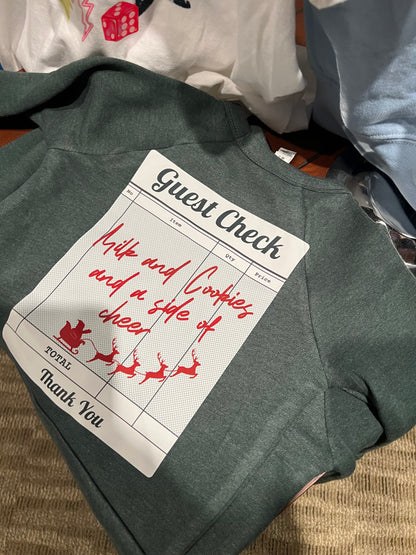 Guest Check
No Item Qty Price
Milk and Cookies
and a side of
cheer
TOTAL
Thank You